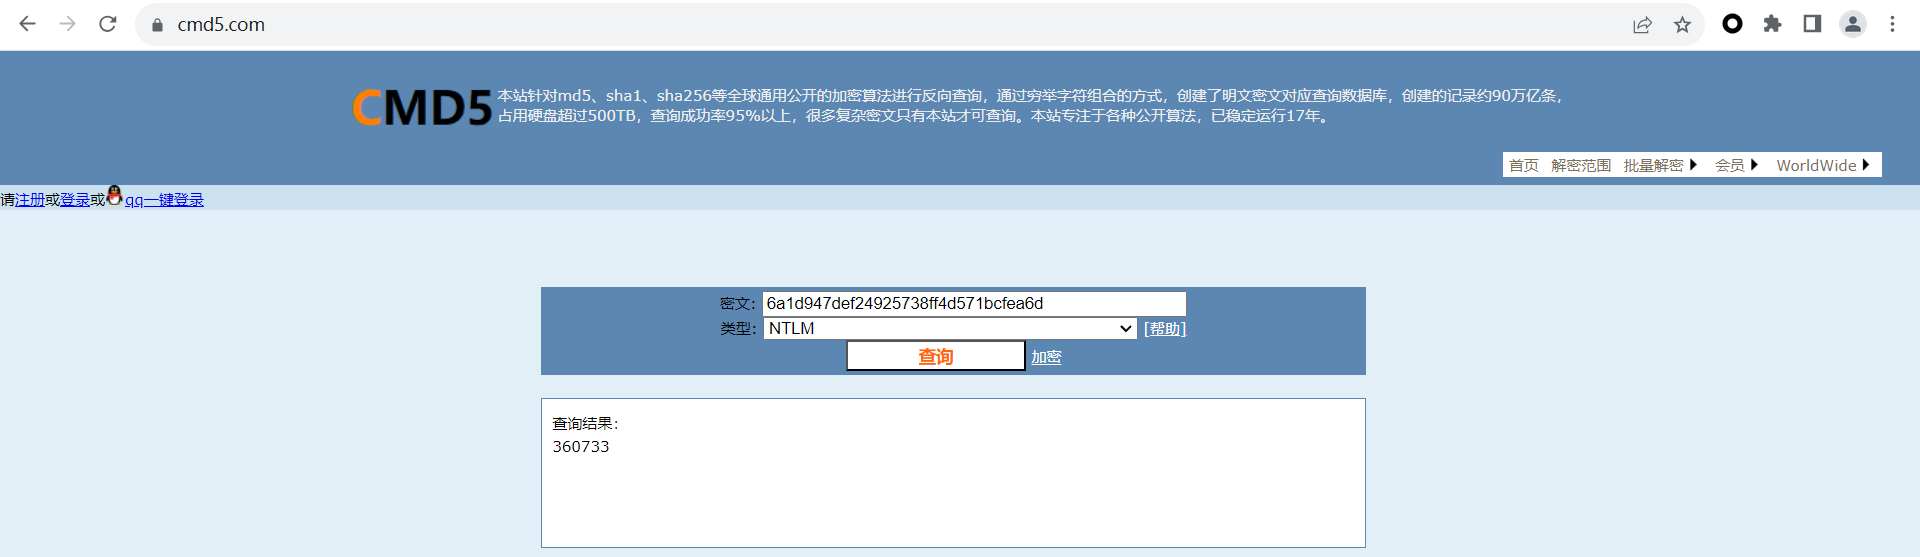 cmd5.com
CMD5 本站针对md5、sha1、sha256等全球通用公开的加密算法进行反向查询，通过穷举字符组合的方式，创建了明文密文对应查询数据库，创建的记录约90万亿条，
占用硬盘超过500TB，查询成功率95%以上，很多复杂密文只有本站才可查询。本站专注于各种公开算法，已稳定运行17年。
首页 解密范围 批量解密 会员 WorldWide
请注册或登录或qq一键登录
密文: 6a1d947def24925738ff4d571bcfea6d
类型: NTLM [帮助]
查询 加密
查询结果:
360733